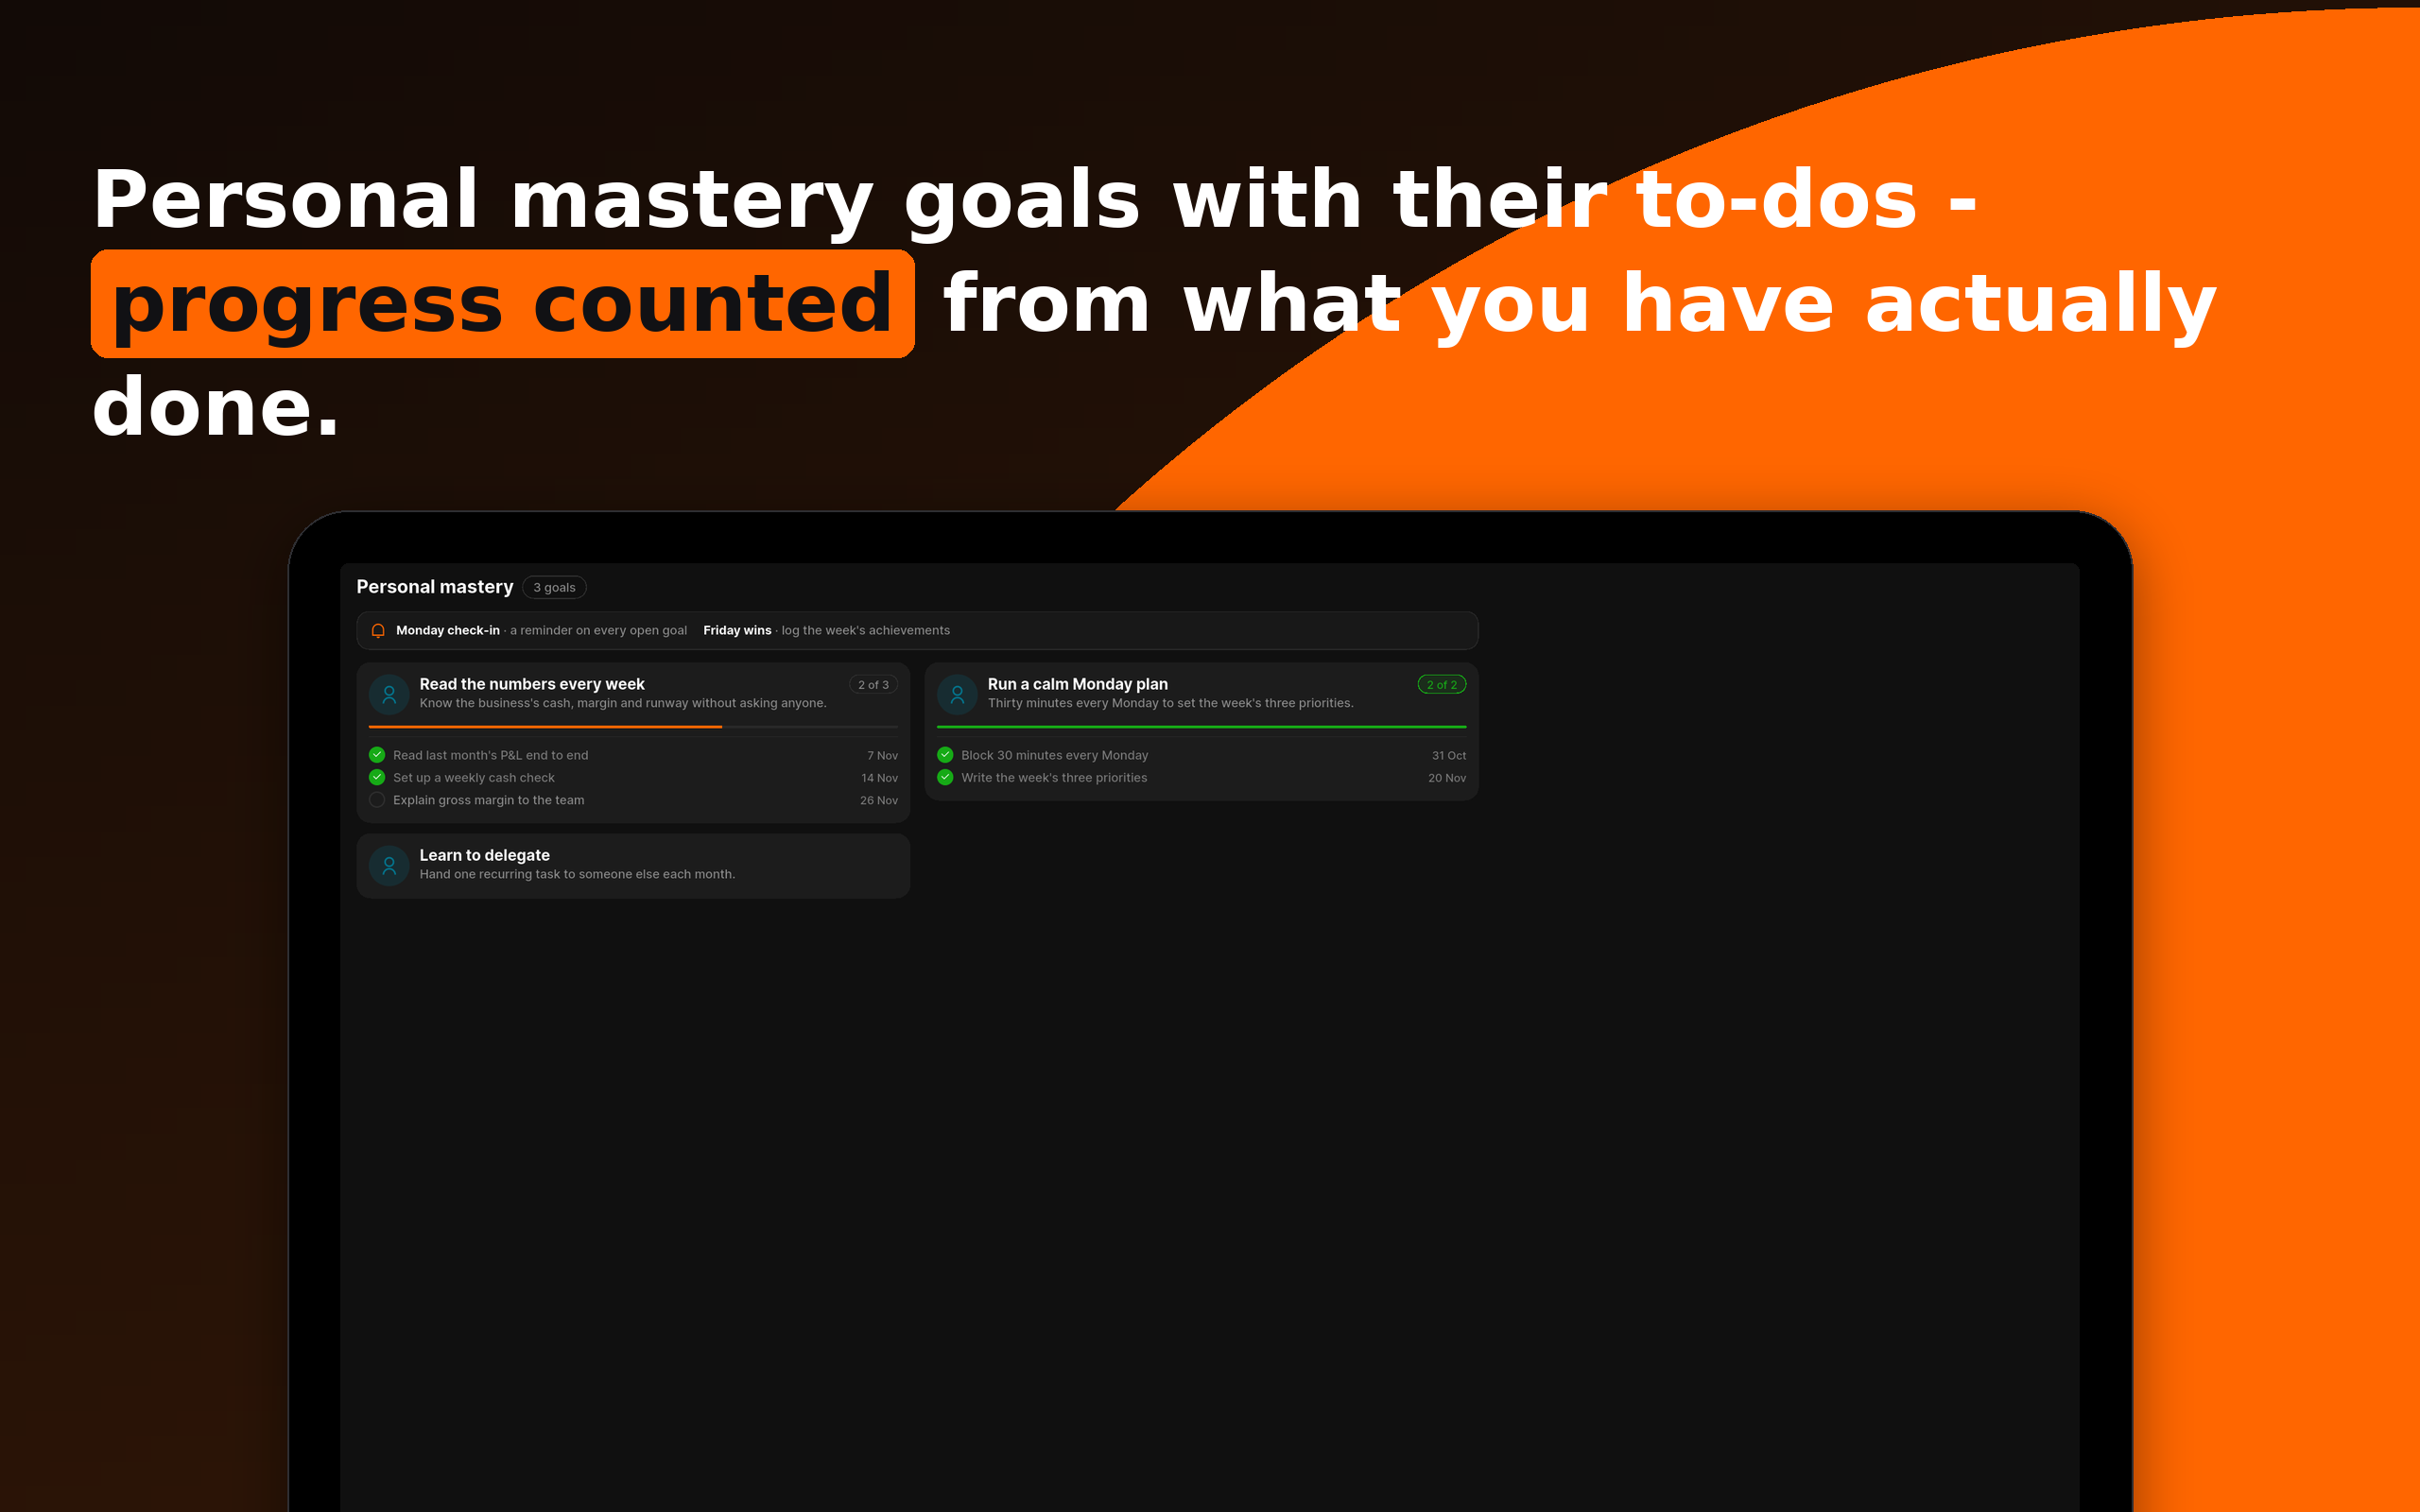 Personal mastery goals with their to-dos -
progress counted from what you have actually
done.
Personal mastery 3 goals
Monday check-in · a reminder on every open goal Friday wins · log the week's achievements
Read the numbers every week 2 of 3
Know the business's cash, margin and runway without asking anyone.
Read last month's P&L end to end 7 Nov
Set up a weekly cash check 14 Nov
Explain gross margin to the team 26 Nov
Run a calm Monday plan 2 of 2
Thirty minutes every Monday to set the week's three priorities.
Block 30 minutes every Monday 31 Oct
Write the week's three priorities 20 Nov
Learn to delegate
Hand one recurring task to someone else each month.